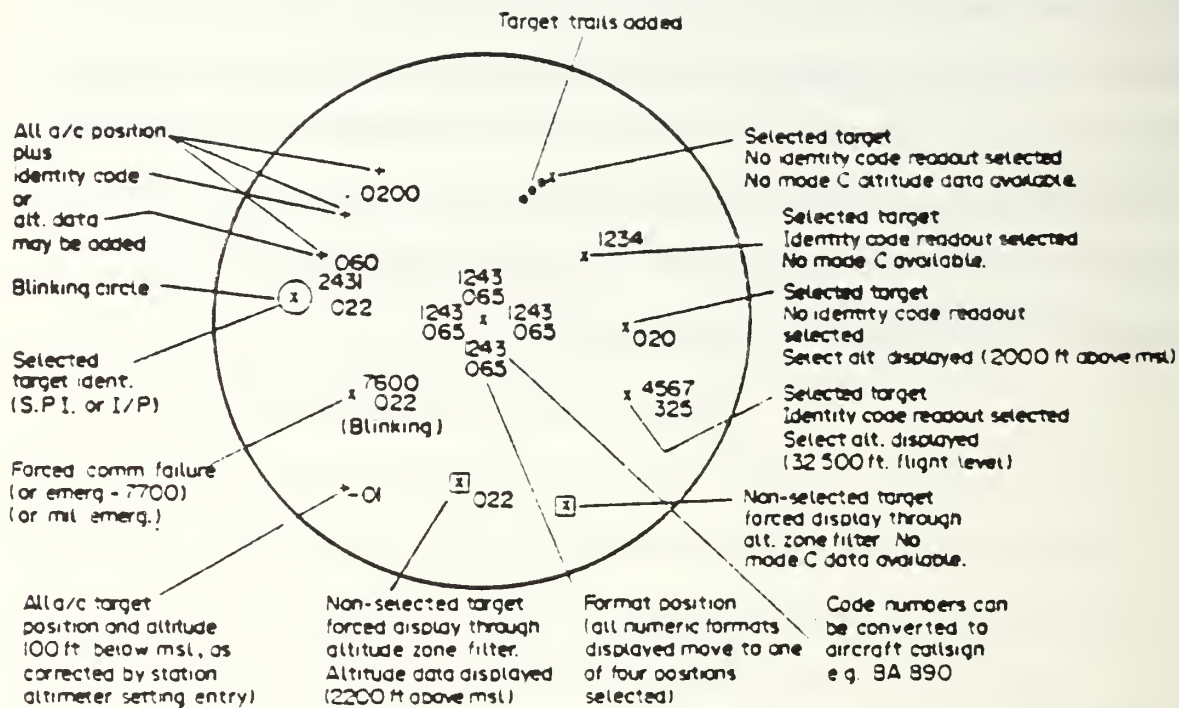 Target trails added
All a/c position
plus
identity code
or
alt. data
may be added
Blinking circle
Selected
target ident.
(S.P.I. or I/P)
Forced comm failure
(or emerg - 7700)
(or mil emerg.)
0200
060
2431
022
7600
022
(Blinking)
-01
1243
065
1243
065
1243
065
1243
065
022
1234
020
4567
325
Selected target
No identity code readout selected
No mode C altitude data available
Selected target
Identity code readout selected
No mode C available.
Selected target
No identity code readout
selected
Select alt. displayed (2000 ft above msl)
Selected target
Identity code readout selected
Select alt. displayed
(32 500 ft. flight level)
Non-selected target
forced display through
alt. zone filter. No
mode C data available.
All a/c target
position and altitude
100 ft below msl, as
corrected by station
altimeter setting entry)
Non-selected target
forced display through
altitude zone filter.
Altitude data displayed
(2200 ft above msl)
Format position
(all numeric formats
displayed move to one
of four positions
selected)
Code numbers can
be converted to
aircraft callsign
e.g. BA 890